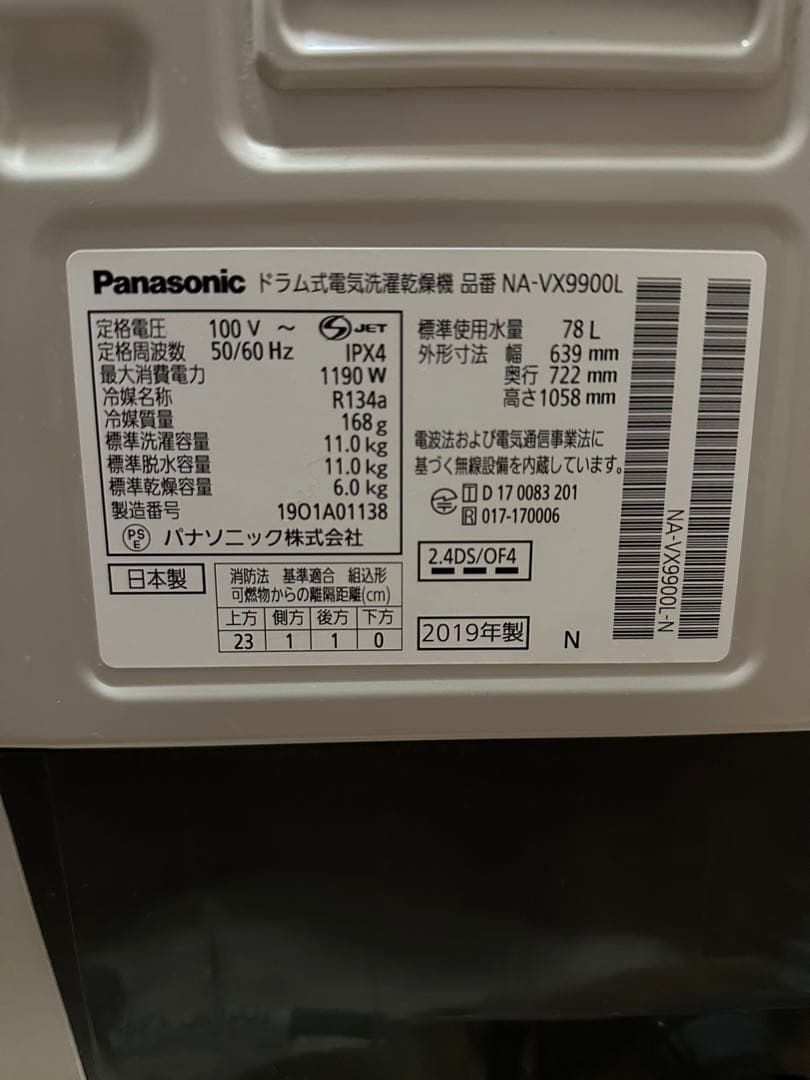 Panasonic ドラム式電気洗濯乾燥機 品番 NA-VX9900L
定格電圧 100 V ～ S JET
定格周波数 50/60 Hz IPX4
最大消費電力 1190 W
冷媒名称 R134a
冷媒質量 168 g
標準洗濯容量 11.0 kg
標準脱水容量 11.0 kg
標準乾燥容量 6.0 kg
製造番号 19O1A01138
PSE パナソニック株式会社
標準使用水量 78 L
外形寸法 幅 639 mm
奥行 722 mm
高さ 1058 mm
電波法および電気通信事業法に
基づく無線設備を内蔵しています。
T D 17 0083 201
R 017-170006
2.4DS/OF4
日本製
消防法 基準適合 組込形
可燃物からの離隔距離(cm)
上方 側方 後方 下方
23 1 1 0
2019年製 N
NA-VX9900L-N